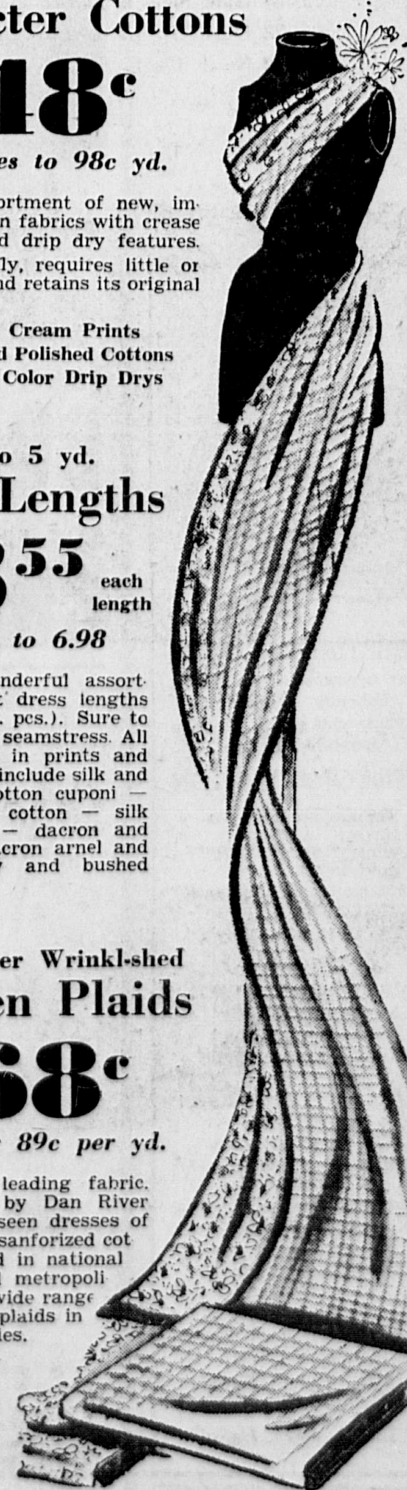 cter Cottons
48c
es to 98c yd.
ortment of new, im-
n fabrics with crease
d drip dry features.
ly, requires little or
nd retains its original
Cream Prints
d Polished Cottons
Color Drip Drys
o 5 yd.
Lengths
55
each
length
to 6.98
nderful assort-
t dress lengths
. pcs.). Sure to
seamstress. All
in prints and
include silk and
otton cuponi —
cotton — silk
— dacron and
cron arnel and
and bushed
er Wrinkl-shed
en Plaids
68c
89c per yd.
leading fabric.
by Dan River
seen dresses of
sanforized cot
d in national
metropoli
wide range
plaids in
les.